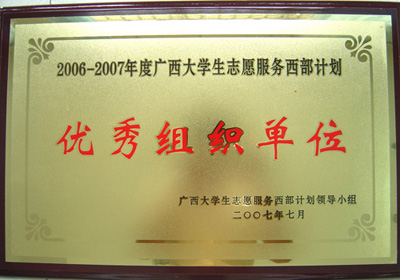 2006-2007年度广西大学生志愿服务西部计划
优秀组织单位
广西大学生志愿服务西部计划领导小组
二〇〇七年七月